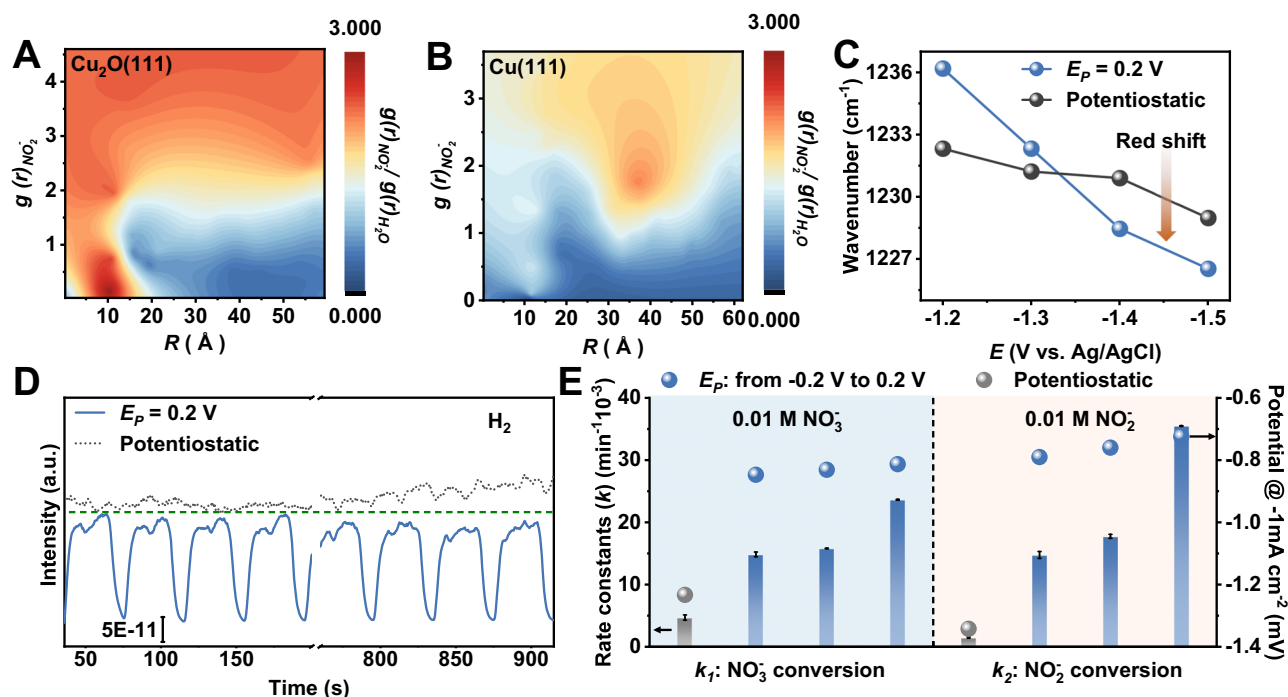 A
Cu₂O(111)
g (r)NO₂⁻
4
3
2
1
0
10
20
30
40
50
R ( Å )
3.000
g(r)NO₂⁻/ g(r)H₂O
0.000
B
Cu(111)
g (r)NO₂⁻
3
2
1
0
0
10
20
30
40
50
60
R ( Å )
3.000
g(r)NO₂⁻/ g(r)H₂O
0.000
C
Eₚ = 0.2 V
Potentiostatic
Red shift
Wavenumber (cm⁻¹)
1236
1233
1230
1227
-1.2
-1.3
-1.4
-1.5
E (V vs. Ag/AgCl)
D
Eₚ = 0.2 V
Potentiostatic
H₂
Intensity (a.u.)
5E-11
50
100
150
800
850
900
Time (s)
E
Eₚ: from -0.2 V to 0.2 V
Potentiostatic
0.01 M NO₃⁻
0.01 M NO₂⁻
Rate constants (k) (min⁻¹·10⁻³)
40
30
20
10
0
-0.6
-0.8
-1.0
-1.2
-1.4
Potential @ -1mA cm⁻² (mV)
k₁: NO₃⁻ conversion
k₂: NO₂⁻ conversion